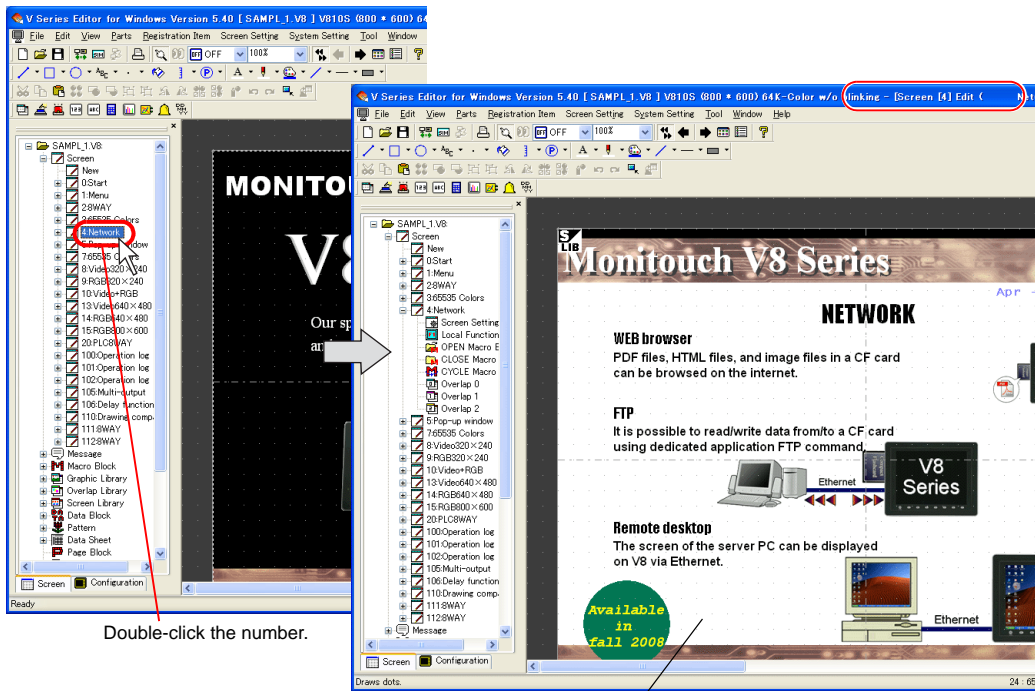 V Series Editor for Windows Version 5.40 [ SAMPL_1.V8 ] V810S (800 * 600) 64
File Edit View Parts Registration Item Screen Setting System Setting Tool Window
OFF OFF 100%
ABC A
SAMPL_1.V8
Screen
New
0:Start
1:Menu
2:8WAY
3:65535 Colors
4:Network
5:Pop-up window
7:65535 Colors
8:Video320×240
9:RGB320×240
10:Video+RGB
13:Video640×480
14:RGB640×480
15:RGB800×600
20:PLC8WAY
100:Operation log
101:Operation log
102:Operation log
105:Multi-output
106:Delay function
110:Drawing comp
111:8WAY
112:8WAY
Message
Macro Block
Graphic Library
Overlap Library
Screen Library
Data Block
Pattern
Data Sheet
Page Block
Screen Configuration
Ready
MONITOU
V8
Our sp
an
Double-click the number.
V Series Editor for Windows Version 5.40 [ SAMPL_1.V8 ] V810S (800 * 600) 64K-Color w/o blinking - [Screen [4] Edit ( Net
File Edit View Parts Registration Item Screen Setting System Setting Tool Window Help
OFF OFF 100%
ABC A
SAMPL_1.V8
Screen
New
0:Start
1:Menu
2:8WAY
3:65535 Colors
4:Network
Screen Setting
Local Function
OPEN Macro E
CLOSE Macro
CYCLE Macro
Overlap 0
Overlap 1
Overlap 2
5:Pop-up window
7:65535 Colors
8:Video320×240
9:RGB320×240
10:Video+RGB
13:Video640×480
14:RGB640×480
15:RGB800×600
20:PLC8WAY
100:Operation log
101:Operation log
102:Operation log
105:Multi-output
106:Delay function
110:Drawing comp
111:8WAY
112:8WAY
Message
Screen Configuration
Draws dots.
24 : 65
S LIB
Monitouch V8 Series
Apr -
NETWORK
WEB browser
PDF files, HTML files, and image files in a CF card
can be browsed on the internet.
FTP
It is possible to read/write data from/to a CF card
using dedicated application FTP command.
Ethernet
V8
Series
Remote desktop
The screen of the server PC can be displayed
on V8 via Ethernet.
Available
in
fall 2008
Ethernet